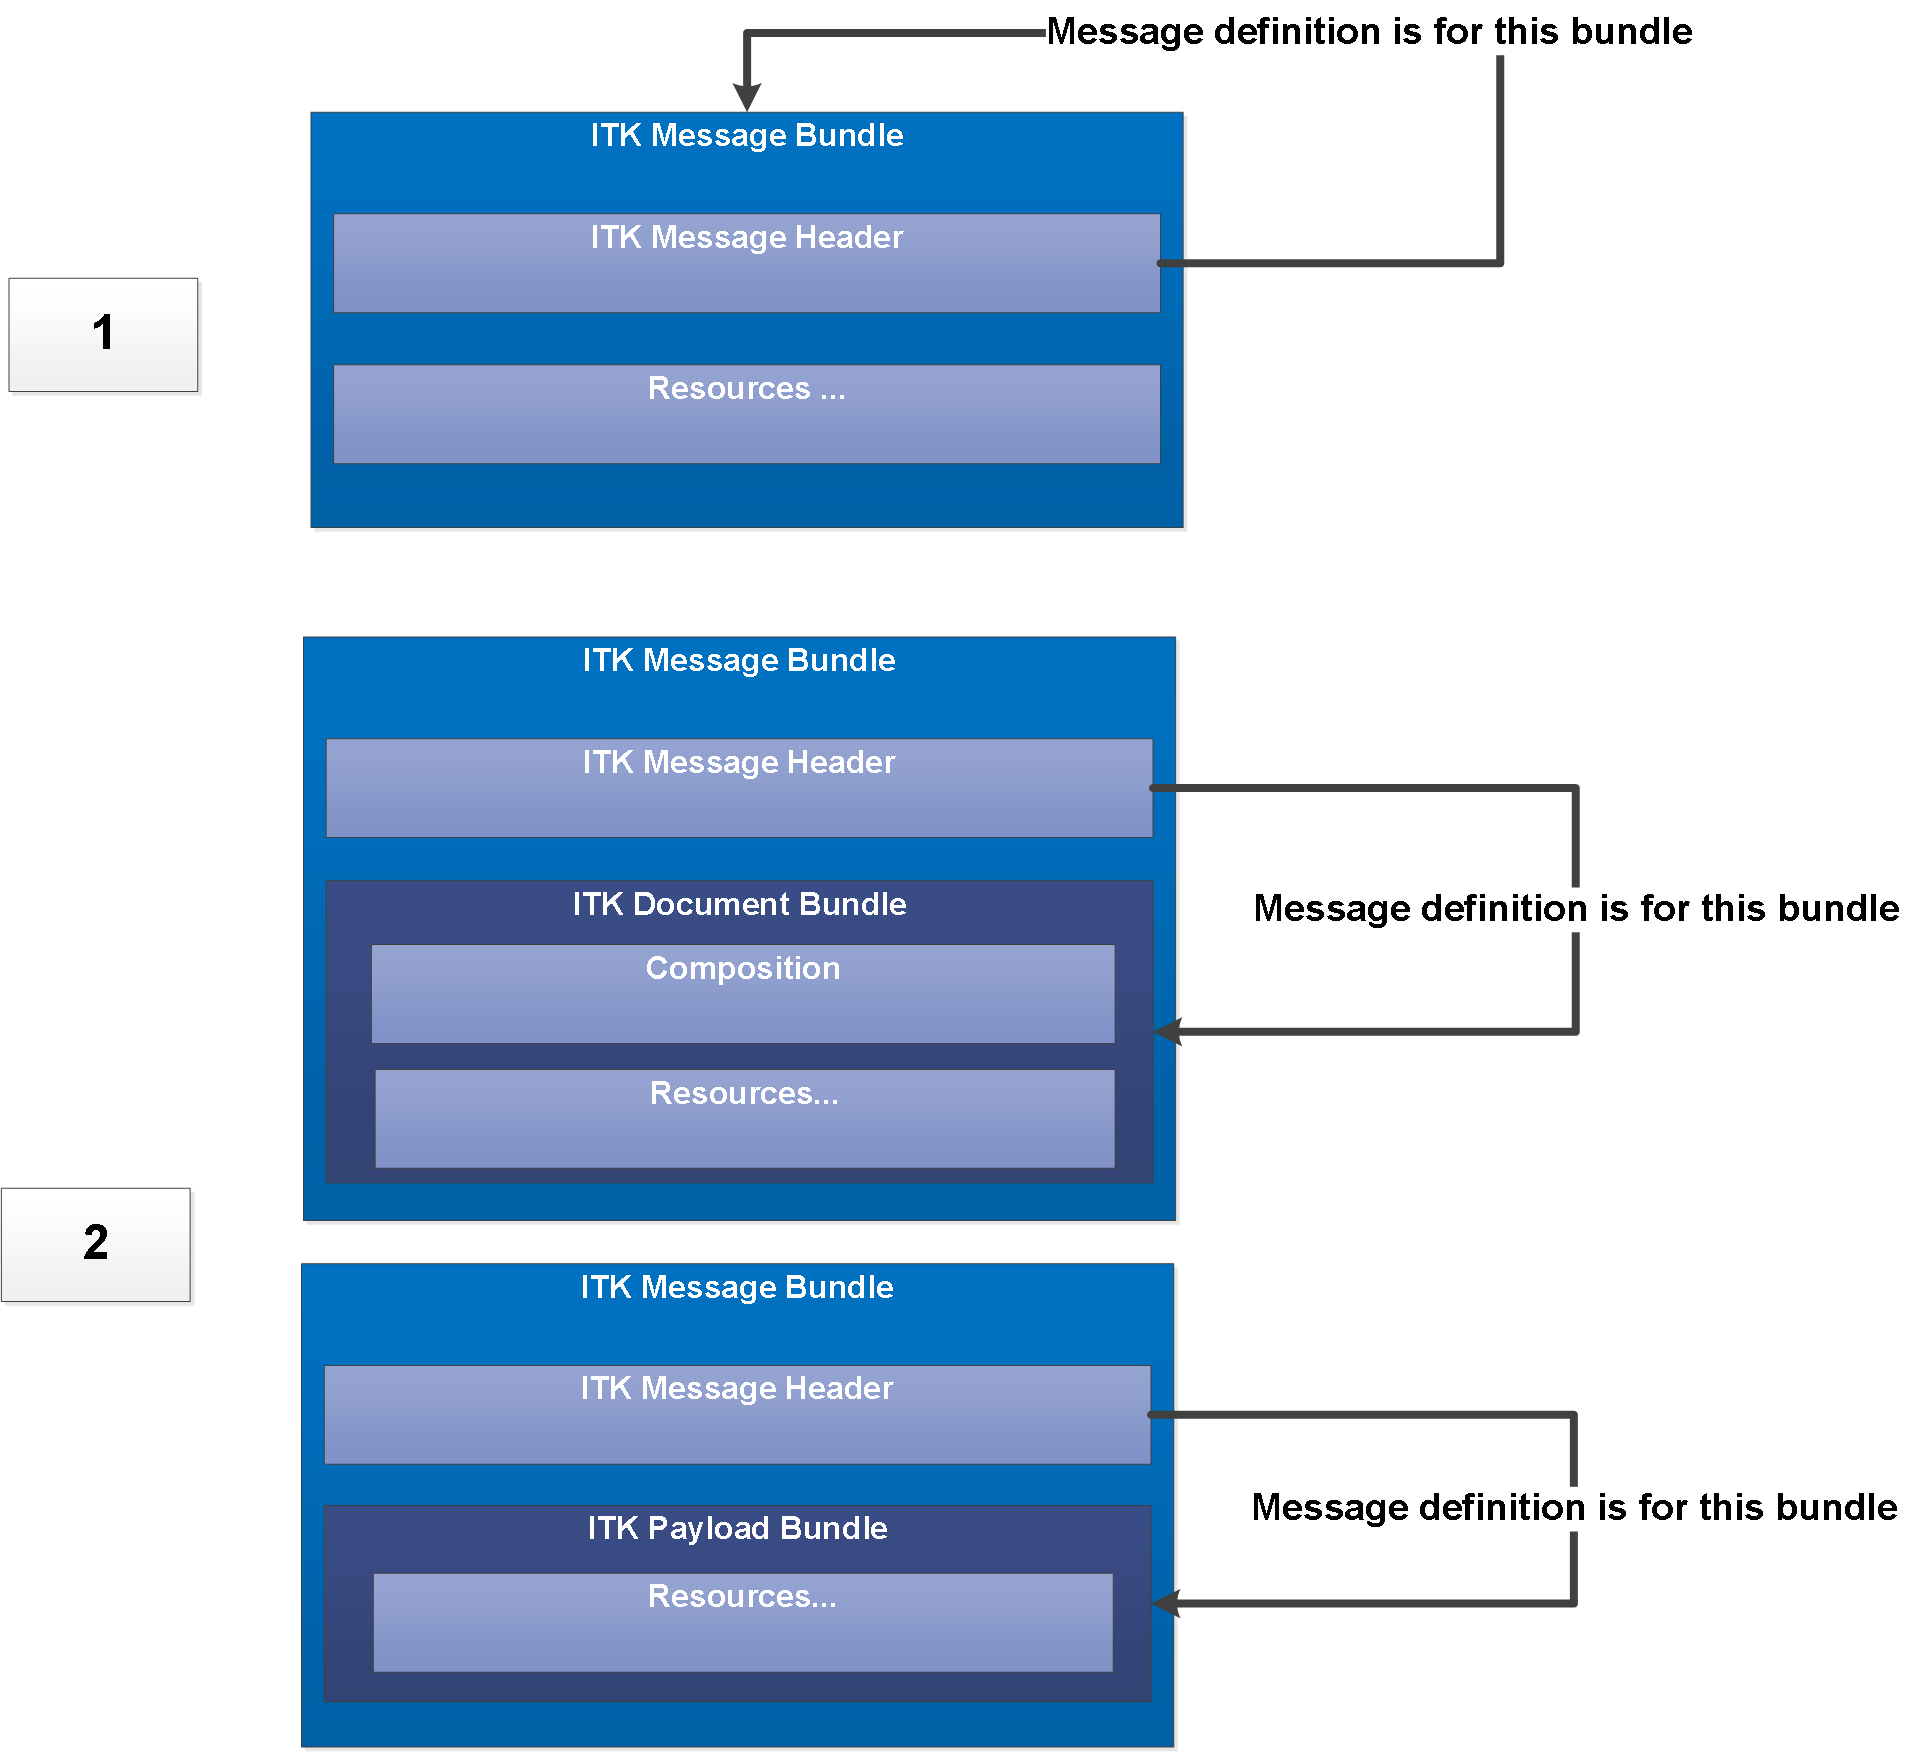 Message definition is for this bundle
ITK Message Bundle
ITK Message Header
1
Resources ...
ITK Message Bundle
ITK Message Header
ITK Document Bundle
Message definition is for this bundle
Composition
Resources...
2
ITK Message Bundle
ITK Message Header
Message definition is for this bundle
ITK Payload Bundle
Resources...